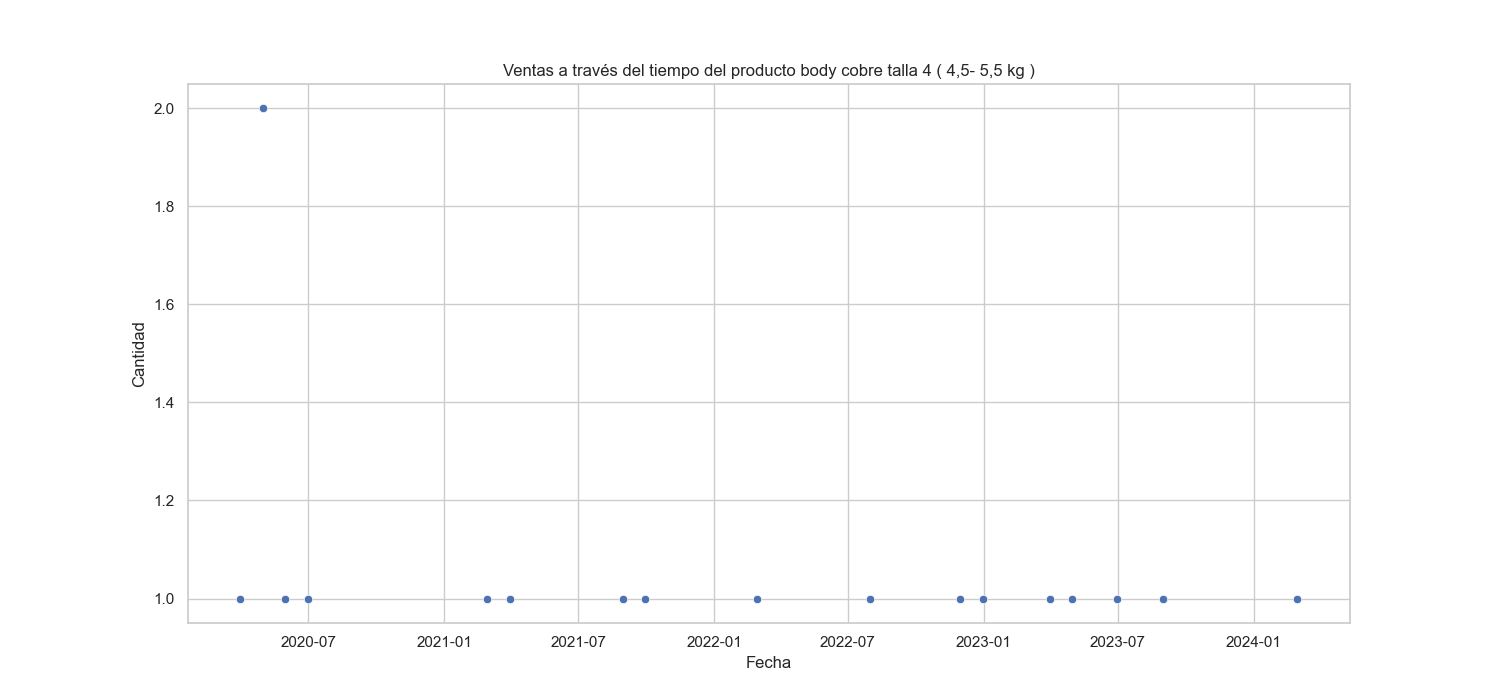 Ventas a través del tiempo del producto body cobre talla 4 ( 4,5- 5,5 kg )
2.0
1.8
1.6
1.4
1.2
1.0
Cantidad
2020-07 2021-01 2021-07 2022-01 2022-07 2023-01 2023-07 2024-01
Fecha